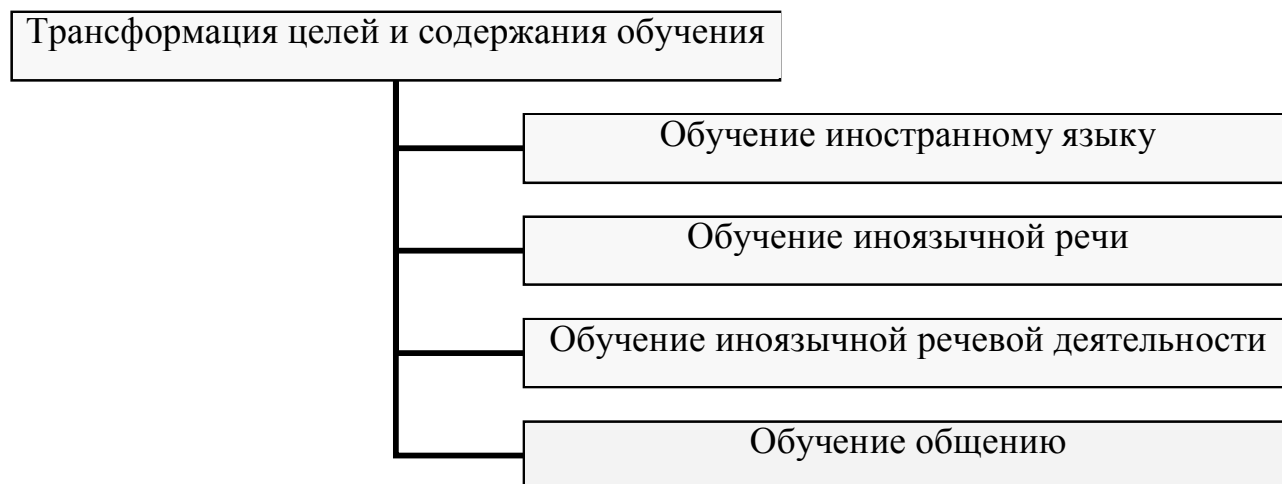 Трансформация целей и содержания обучения
Обучение иностранному языку
Обучение иноязычной речи
Обучение иноязычной речевой деятельности
Обучение общению